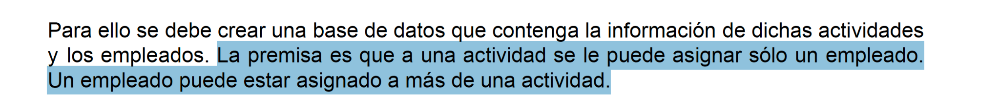 Para ello se debe crear una base de datos que contenga la información de dichas actividades
y los empleados. La premisa es que a una actividad se le puede asignar sólo un empleado.
Un empleado puede estar asignado a más de una actividad.